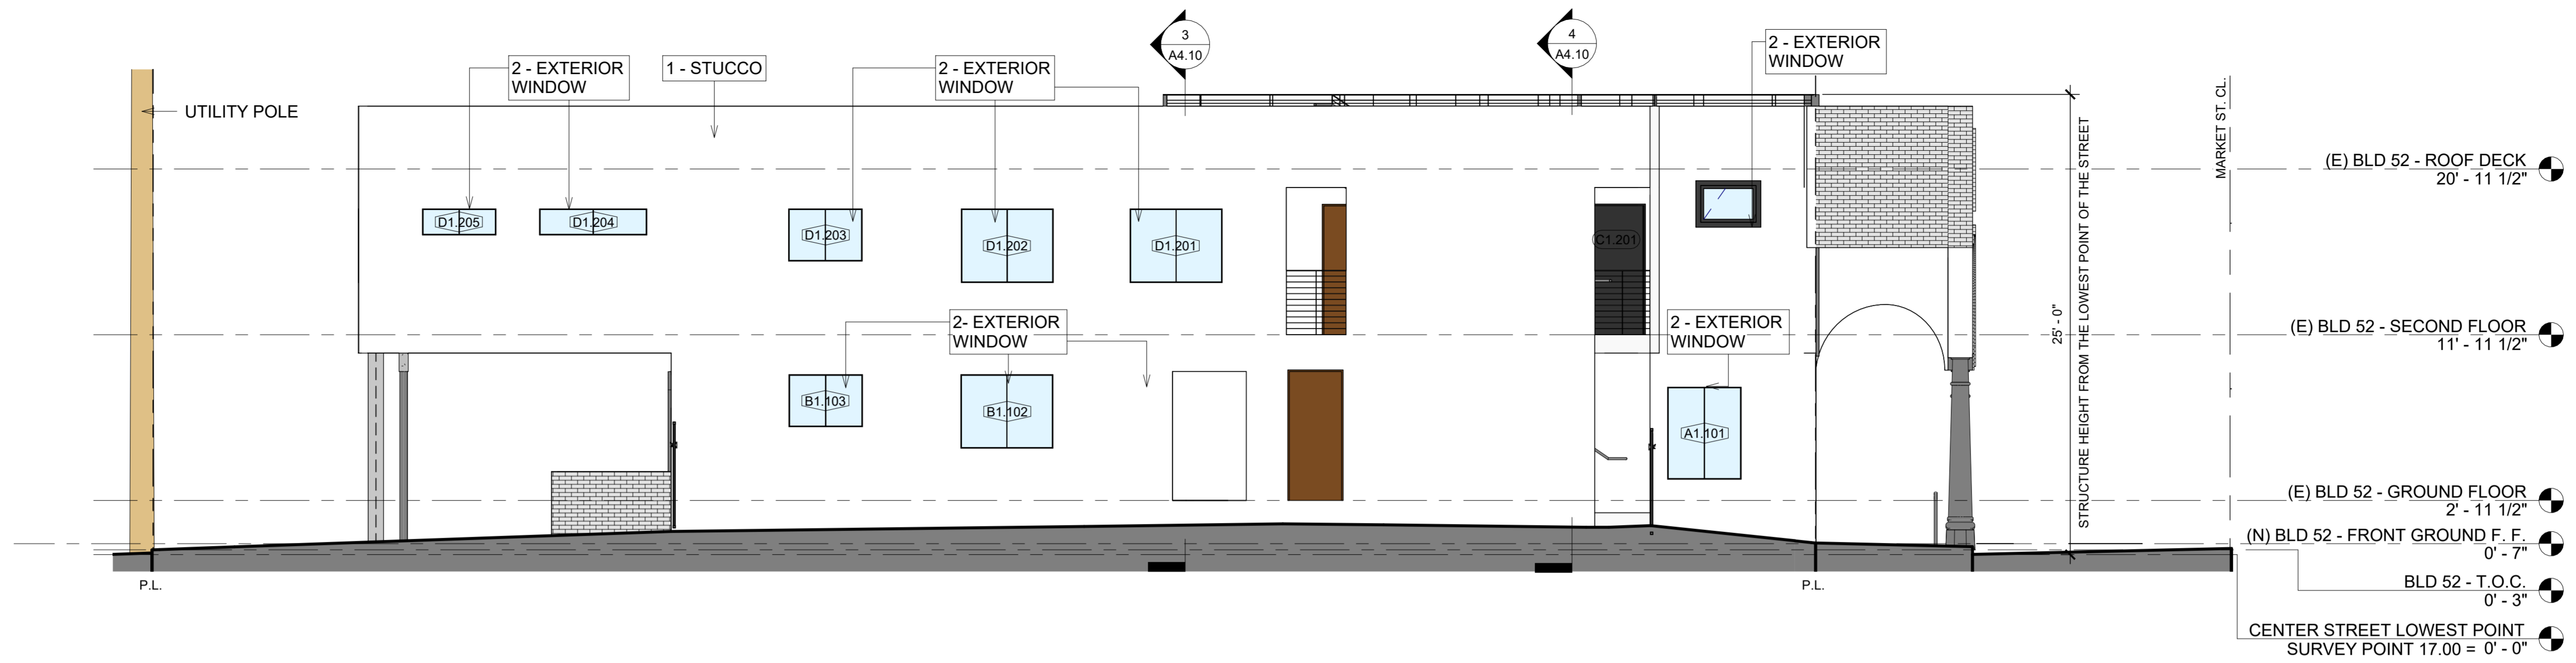 3
A4.10
4
A4.10
2 - EXTERIOR
WINDOW
1 - STUCCO
2 - EXTERIOR
WINDOW
2 - EXTERIOR
WINDOW
UTILITY POLE
MARKET ST. CL.
STRUCTURE HEIGHT FROM THE LOWEST POINT OF THE STREET
25' - 0"
(E) BLD 52 - ROOF DECK
20' - 11 1/2"
D1.205
D1.204
D1.203
D1.202
D1.201
C1.201
2- EXTERIOR
WINDOW
2 - EXTERIOR
WINDOW
(E) BLD 52 - SECOND FLOOR
11' - 11 1/2"
B1.103
B1.102
A1.101
(E) BLD 52 - GROUND FLOOR
2' - 11 1/2"
(N) BLD 52 - FRONT GROUND F. F.
0' - 7"
P.L.
P.L.
BLD 52 - T.O.C.
0' - 3"
CENTER STREET LOWEST POINT
SURVEY POINT 17.00 = 0' - 0"